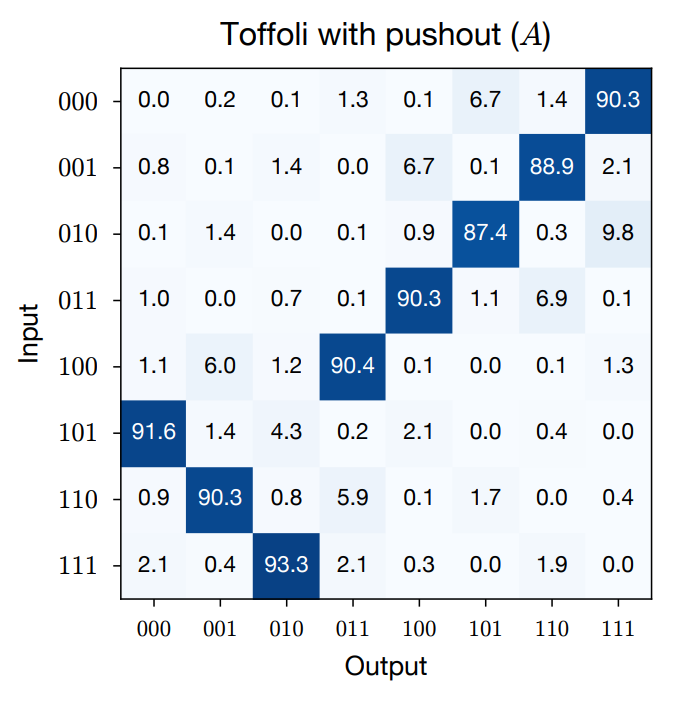 Toffoli with pushout (A)
000 0.0 0.2 0.1 1.3 0.1 6.7 1.4 90.3
001 0.8 0.1 1.4 0.0 6.7 0.1 88.9 2.1
010 0.1 1.4 0.0 0.1 0.9 87.4 0.3 9.8
011 1.0 0.0 0.7 0.1 90.3 1.1 6.9 0.1
100 1.1 6.0 1.2 90.4 0.1 0.0 0.1 1.3
101 91.6 1.4 4.3 0.2 2.1 0.0 0.4 0.0
110 0.9 90.3 0.8 5.9 0.1 1.7 0.0 0.4
111 2.1 0.4 93.3 2.1 0.3 0.0 1.9 0.0
000 001 010 011 100 101 110 111
Input
Output